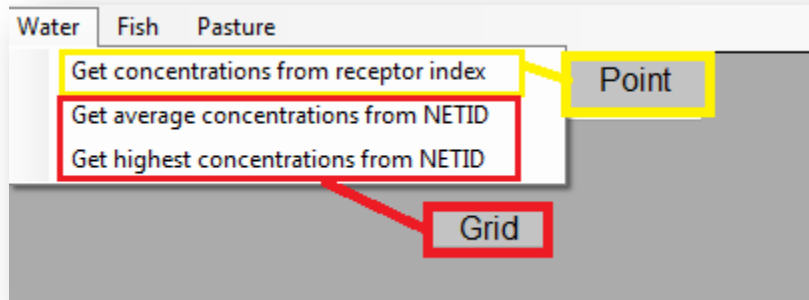 Water Fish Pasture
Get concentrations from receptor index
Point
Get average concentrations from NETID
Get highest concentrations from NETID
Grid